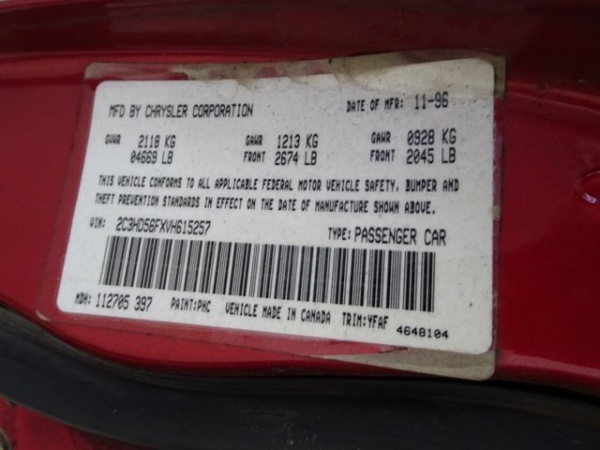 MFD BY CHRYSLER CORPORATION DATE OF MFR: 11-96
GVWR 2118 KG GAWR 1213 KG GAWR 0928 KG
04669 LB FRONT 2674 LB FRONT 2045 LB
THIS VEHICLE CONFORMS TO ALL APPLICABLE FEDERAL MOTOR VEHICLE SAFETY, BUMPER AND
THEFT PREVENTION STANDARDS IN EFFECT ON THE DATE OF MANUFACTURE SHOWN ABOVE.
VIN: 2C3HD56FXVH615257 TYPE: PASSENGER CAR
MDH: 112705 397 PAINT:PHC VEHICLE MADE IN CANADA TRIM:YFAF
4648104